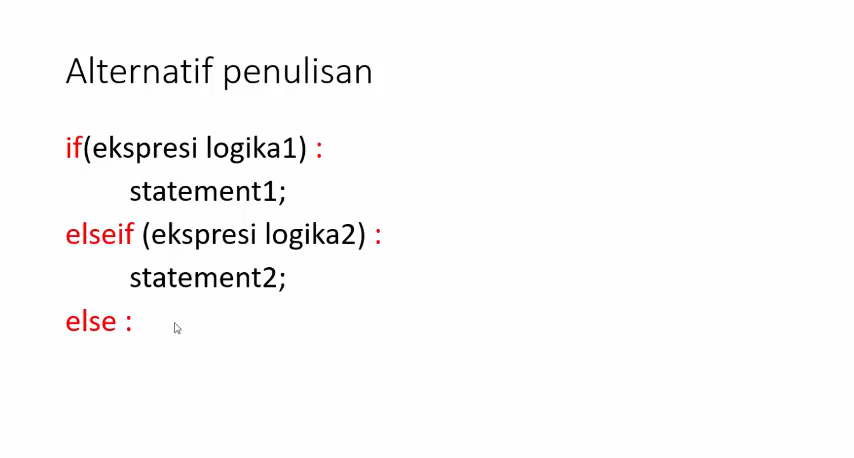 Alternatif penulisan
if(ekspresi logika1) :
statement1;
elseif (ekspresi logika2) :
statement2;
else :